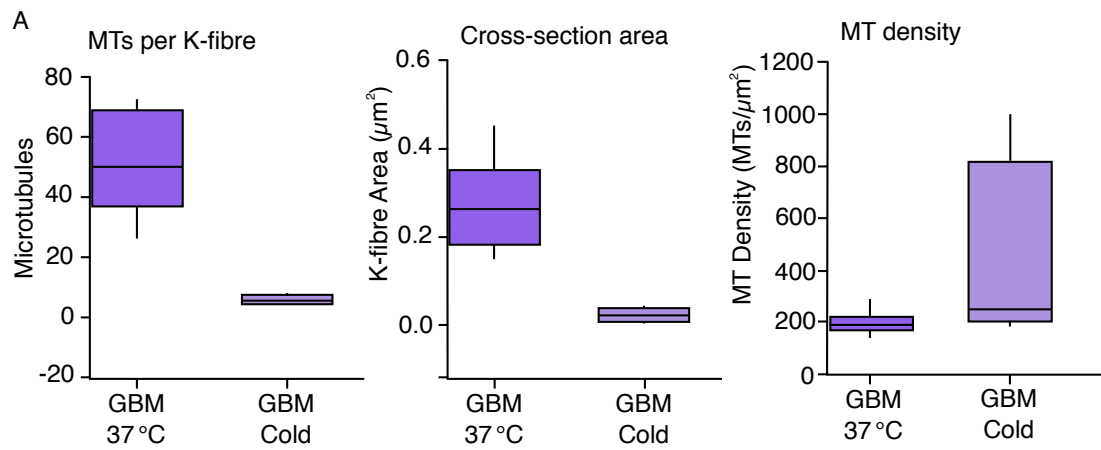 A
MTs per K-fibre
Microtubules
80
60
40
20
0
-20
GBM
37 °C
GBM
Cold
Cross-section area
K-fibre Area (µm²)
0.6
0.4
0.2
0.0
GBM
37 °C
GBM
Cold
MT density
MT Density (MTs/µm²)
1200
1000
800
600
400
200
0
GBM
37 °C
GBM
Cold